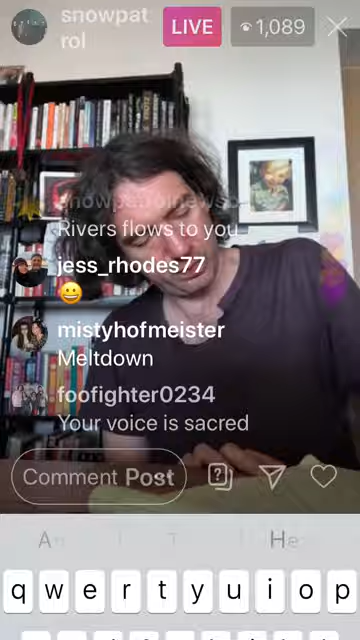 snowpat
rol
LIVE
1,089
Rivers flows to you
jess_rhodes77
mistyhofmeister
Meltdown
foofighter0234
Your voice is sacred
Comment Post
q w e r t y u i o p